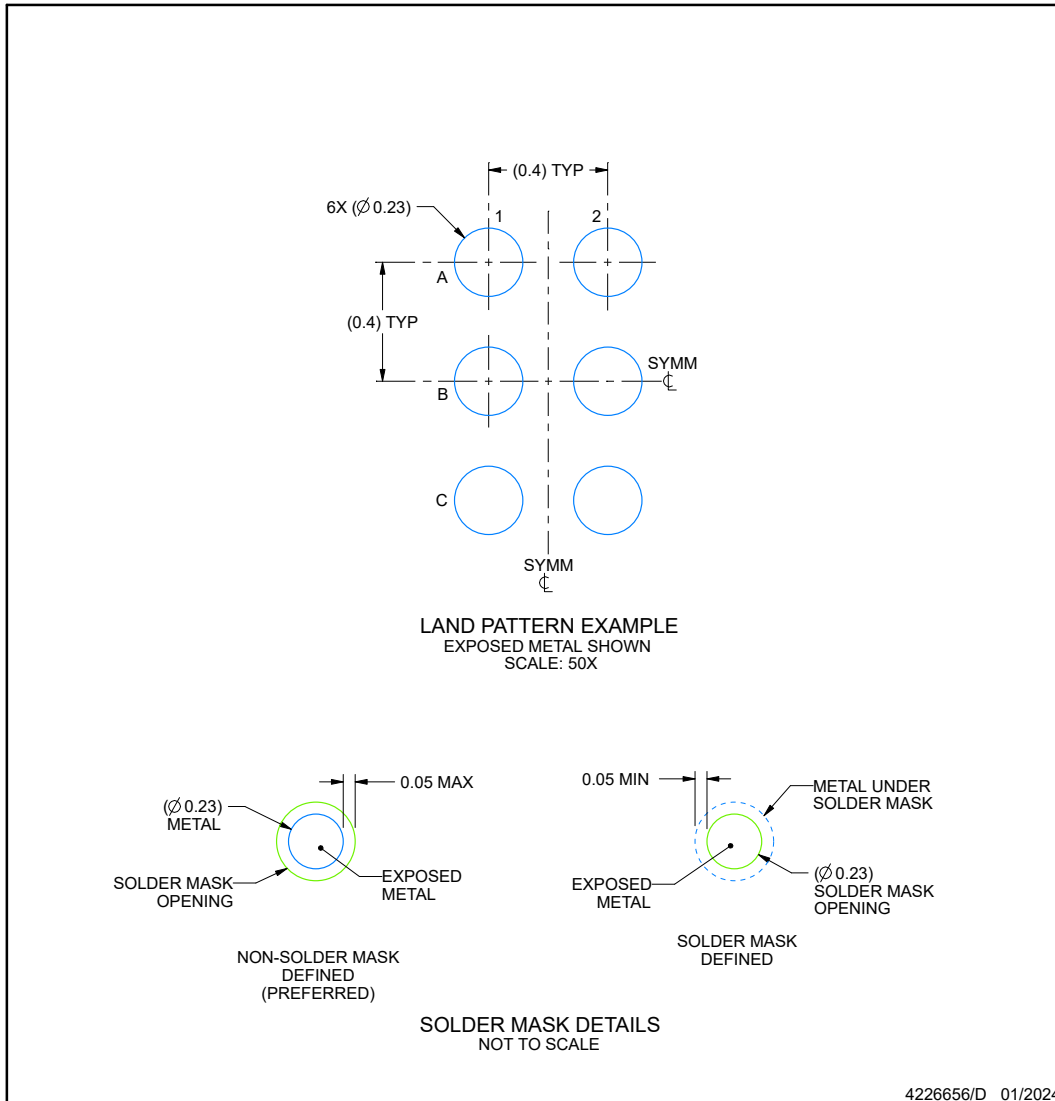 (0.4) TYP
6X (∅ 0.23)
1
2
A
(0.4) TYP
SYMM
℄
B
C
SYMM
℄
LAND PATTERN EXAMPLE
EXPOSED METAL SHOWN
SCALE: 50X
0.05 MAX
(∅ 0.23)
METAL
SOLDER MASK
OPENING
EXPOSED
METAL
NON-SOLDER MASK
DEFINED
(PREFERRED)
0.05 MIN
METAL UNDER
SOLDER MASK
EXPOSED
METAL
(∅ 0.23)
SOLDER MASK
OPENING
SOLDER MASK
DEFINED
SOLDER MASK DETAILS
NOT TO SCALE
4226656/D 01/2024